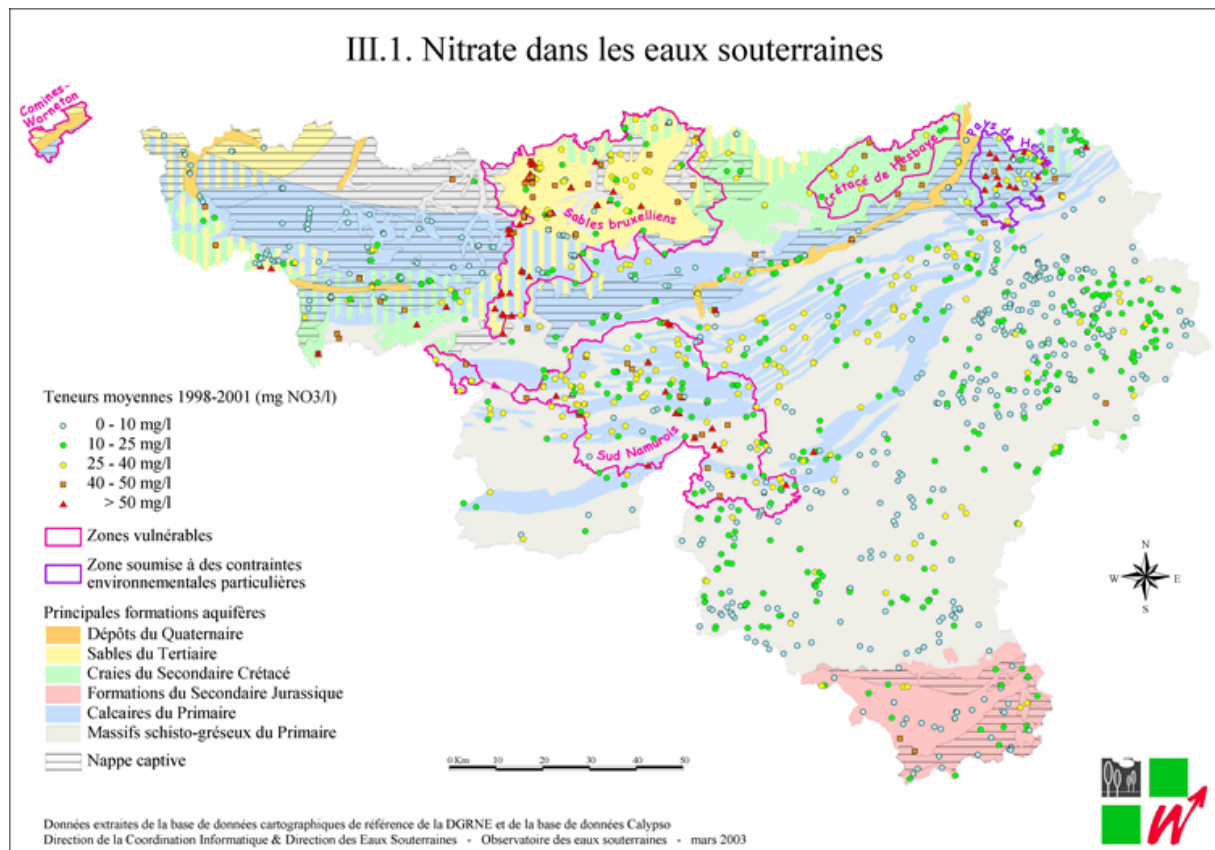 III.1. Nitrate dans les eaux souterraines
Comines-
Warneton
Pays de Herve
Crétacé de Hesbaye
Sables bruxelliens
Sud Namurois
Teneurs moyennes 1998-2001 (mg NO3/l)
0 - 10 mg/l
10 - 25 mg/l
25 - 40 mg/l
40 - 50 mg/l
> 50 mg/l
Zones vulnérables
Zone soumise à des contraintes
environnementales particulières
Principales formations aquifères
Dépôts du Quaternaire
Sables du Tertiaire
Craies du Secondaire Crétacé
Formations du Secondaire Jurassique
Calcaires du Primaire
Massifs schisto-gréseux du Primaire
Nappe captive
0 Km 10 20 30 40 50
N
W E
S
W
Données extraites de la base de données cartographiques de référence de la DGRNE et de la base de données Calypso
Direction de la Coordination Informatique & Direction des Eaux Souterraines - Observatoire des eaux souterraines - mars 2003